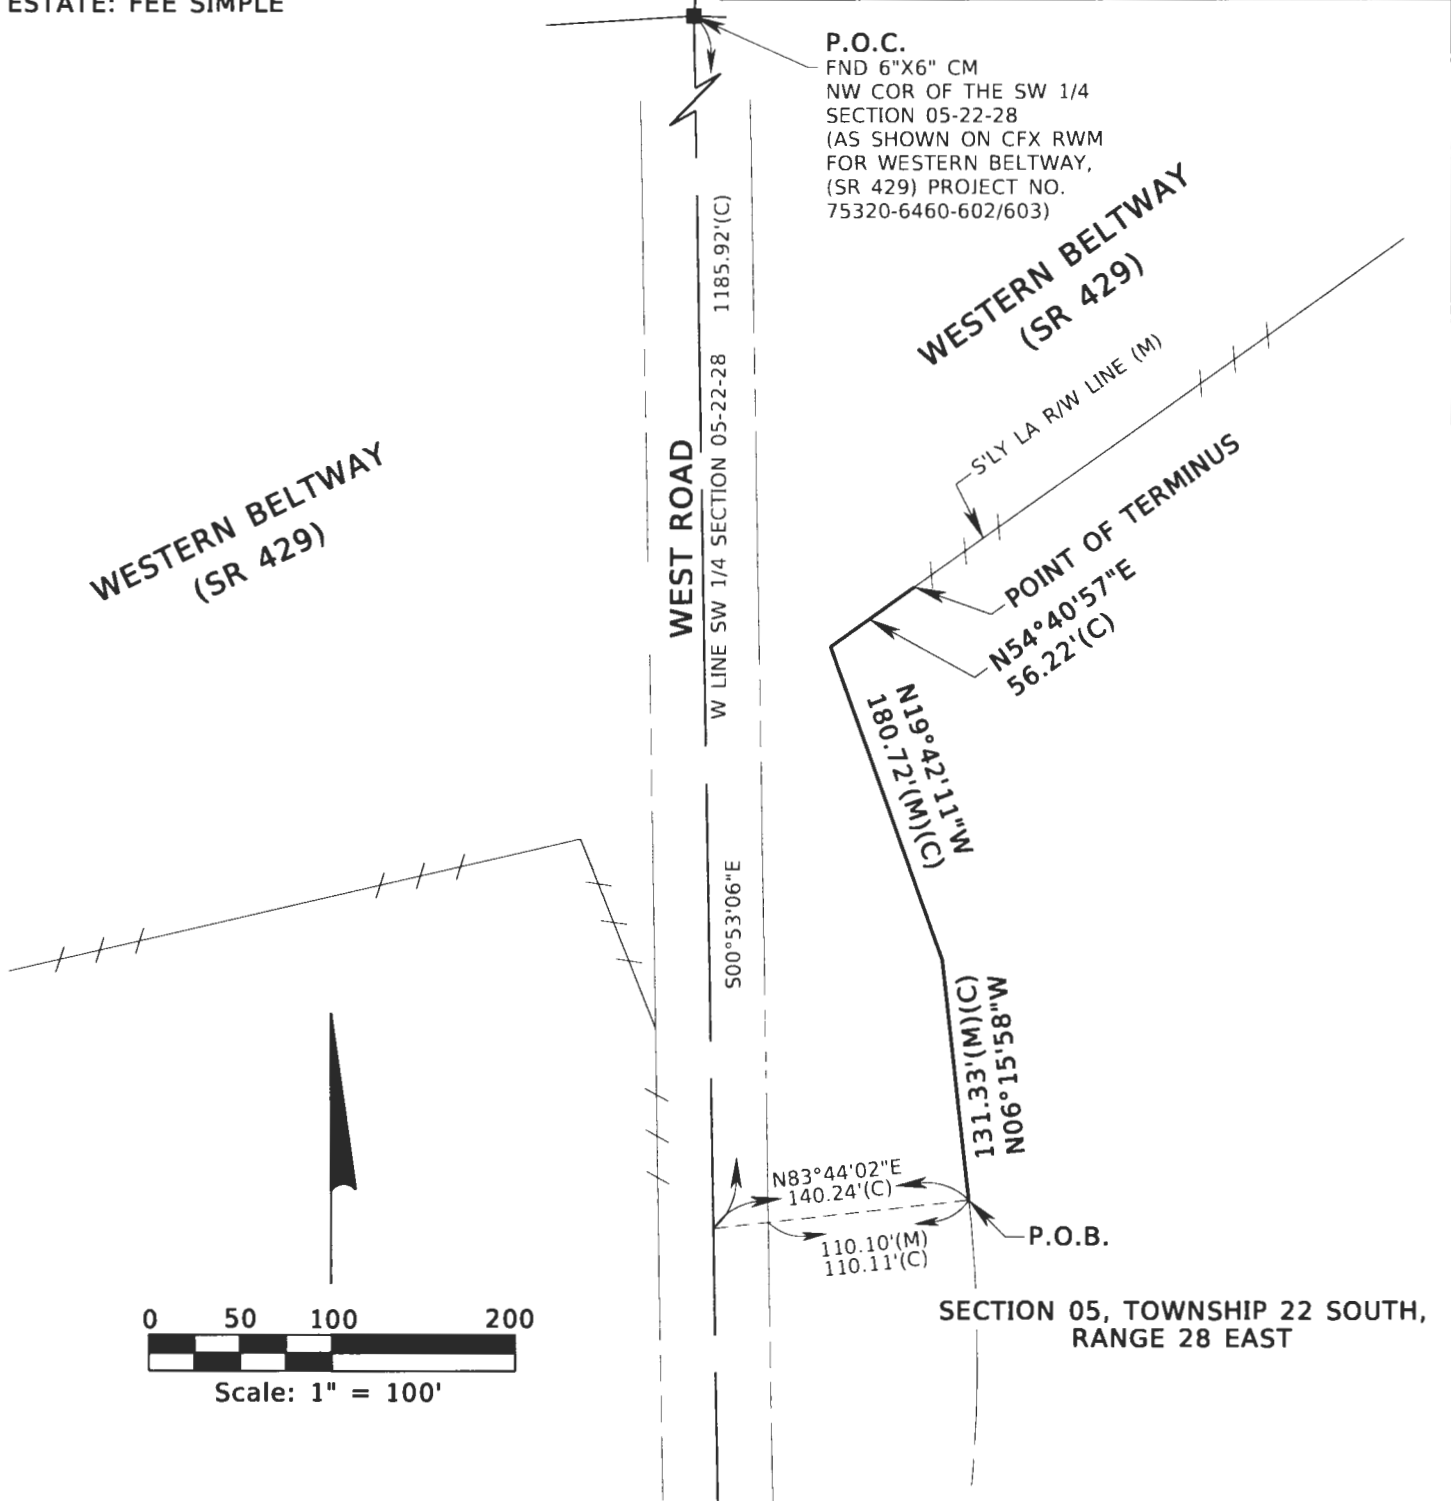 ESTATE: FEE SIMPLE
P.O.C.
FND 6"X6" CM
NW COR OF THE SW 1/4
SECTION 05-22-28
(AS SHOWN ON CFX RWM
FOR WESTERN BELTWAY,
(SR 429) PROJECT NO.
75320-6460-602/603)
WESTERN BELTWAY
(SR 429)
S'LY LA R/W LINE (M)
POINT OF TERMINUS
N54°40'57"E
56.22'(C)
WESTERN BELTWAY
(SR 429)
WEST ROAD
W LINE SW 1/4 SECTION 05-22-28 1185.92'(C)
S00°53'06"E
N19°42'11"W
180.72'(M)(C)
131.33'(M)(C)
N06°15'58"W
N83°44'02"E
140.24'(C)
110.10'(M)
110.11'(C)
P.O.B.
SECTION 05, TOWNSHIP 22 SOUTH,
RANGE 28 EAST
0 50 100 200
Scale: 1" = 100'